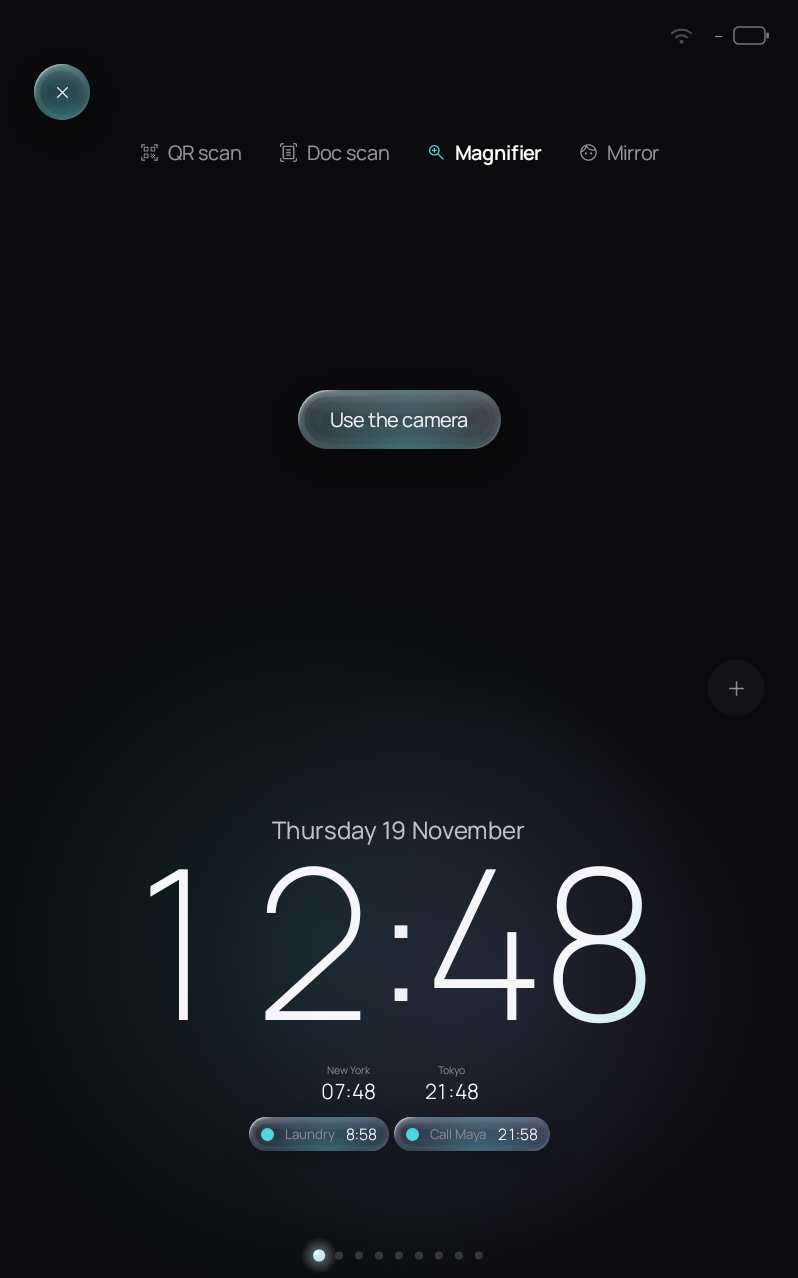 QR scan Doc scan Magnifier Mirror
Use the camera
Thursday 19 November
12:48
New York Tokyo
07:48 21:48
Laundry 8:58 Call Maya 21:58